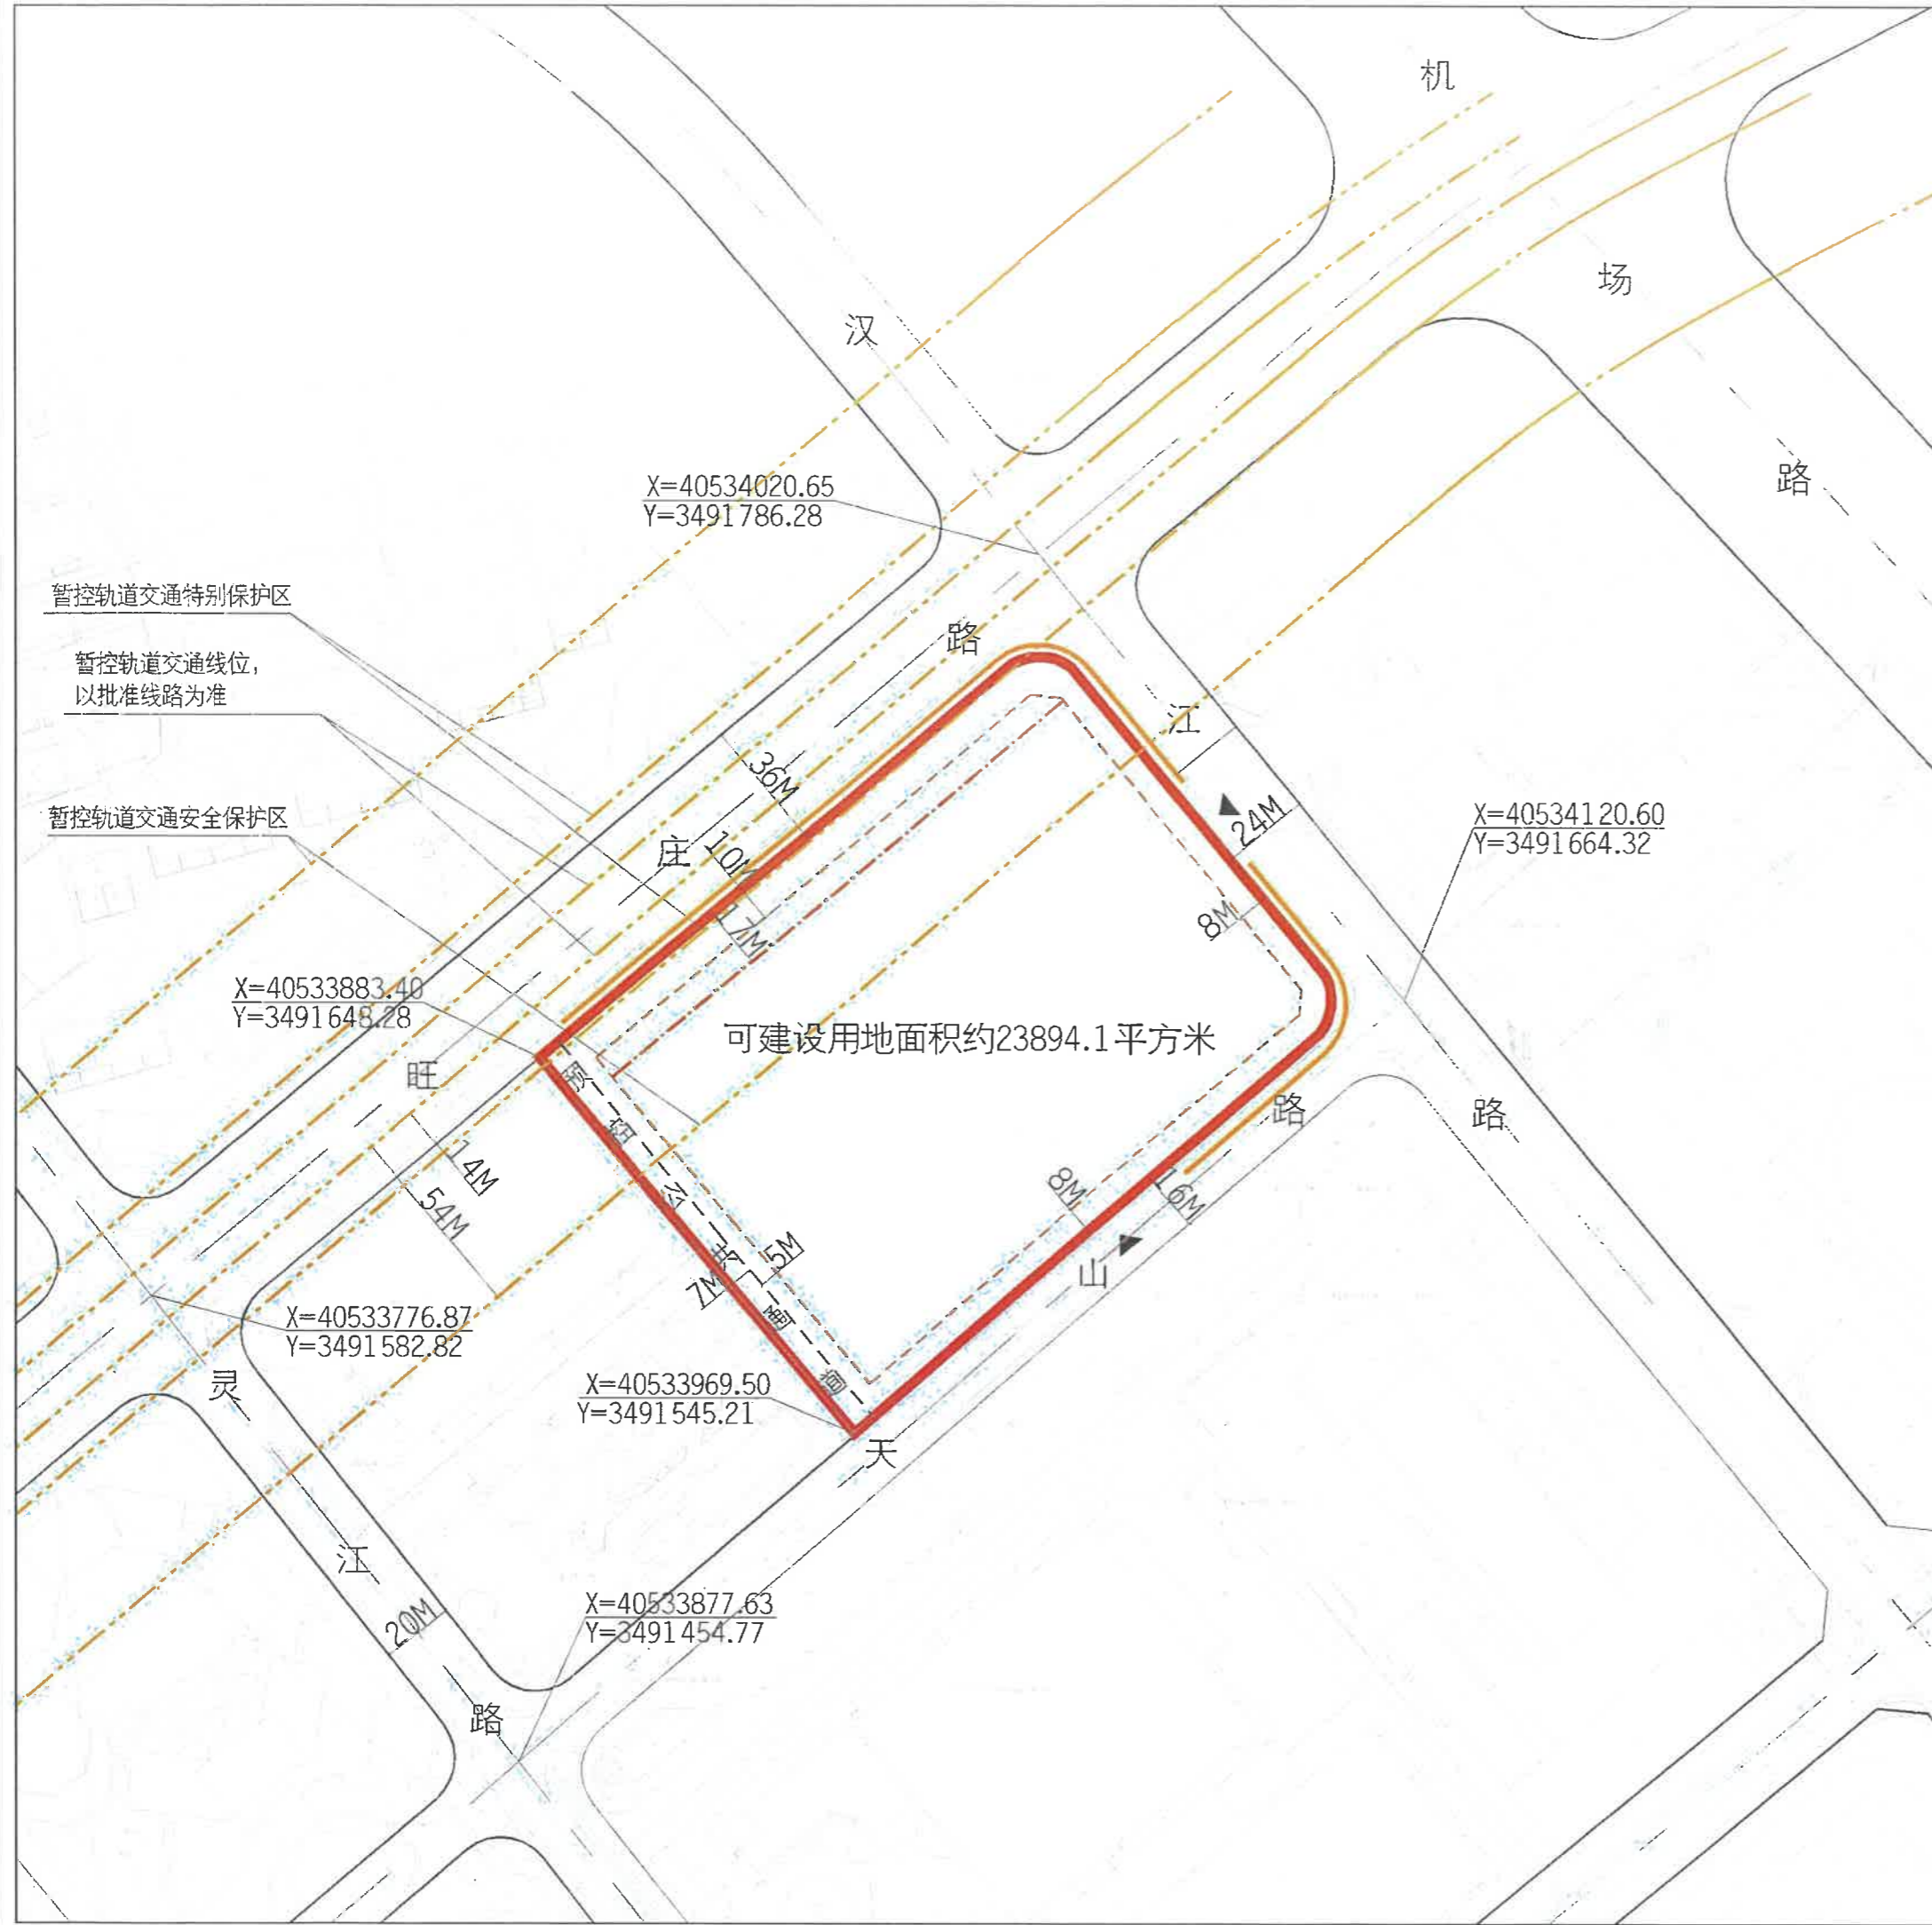 机
场
路
汉
X=40534020.65
Y=3491786.28
暂控轨道交通特别保护区
路
暂控轨道交通线位，
以批准线路为准
江
36M
暂控轨道交通安全保护区
24M
X=40534120.60
Y=3491664.32
庄
10M
17M
8M
X=40533883.40
Y=3491648.28
可建设用地面积约23894.1平方米
旺
路
路
14M
54M
8M
16M
5M
7M
山
X=40533776.87
Y=3491582.82
灵
X=40533969.50
Y=3491545.21
天
江
X=40533877.63
Y=3491454.77
20M
路